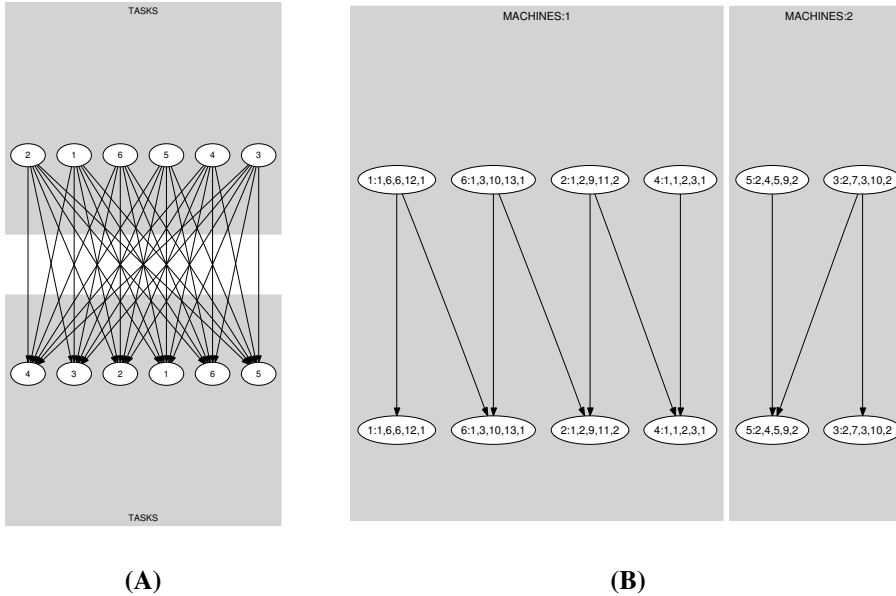 TASKS
2 1 6 5 4 3
4 3 2 1 6 5
TASKS
(A)
MACHINES:1
1:1,6,6,12,1 6:1,3,10,13,1 2:1,2,9,11,2 4:1,1,2,3,1
1:1,6,6,12,1 6:1,3,10,13,1 2:1,2,9,11,2 4:1,1,2,3,1
MACHINES:2
5:2,4,5,9,2 3:2,7,3,10,2
5:2,4,5,9,2 3:2,7,3,10,2
(B)